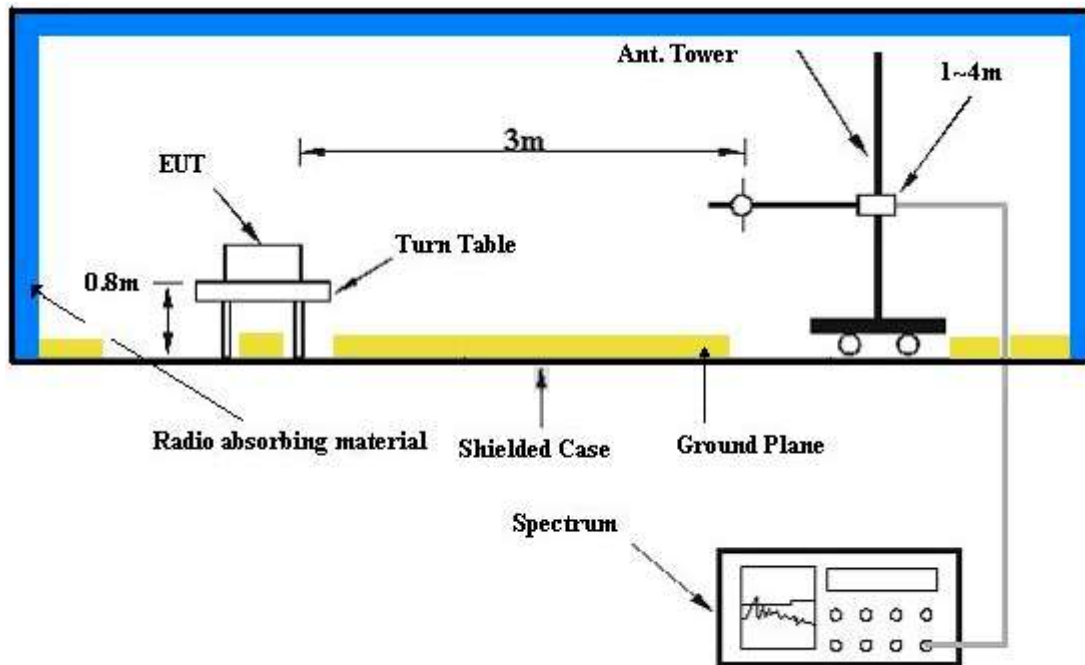 Ant. Tower
1~4m
3m
EUT
Turn Table
0.8m
Radio absorbing material
Shielded Case
Ground Plane
Spectrum